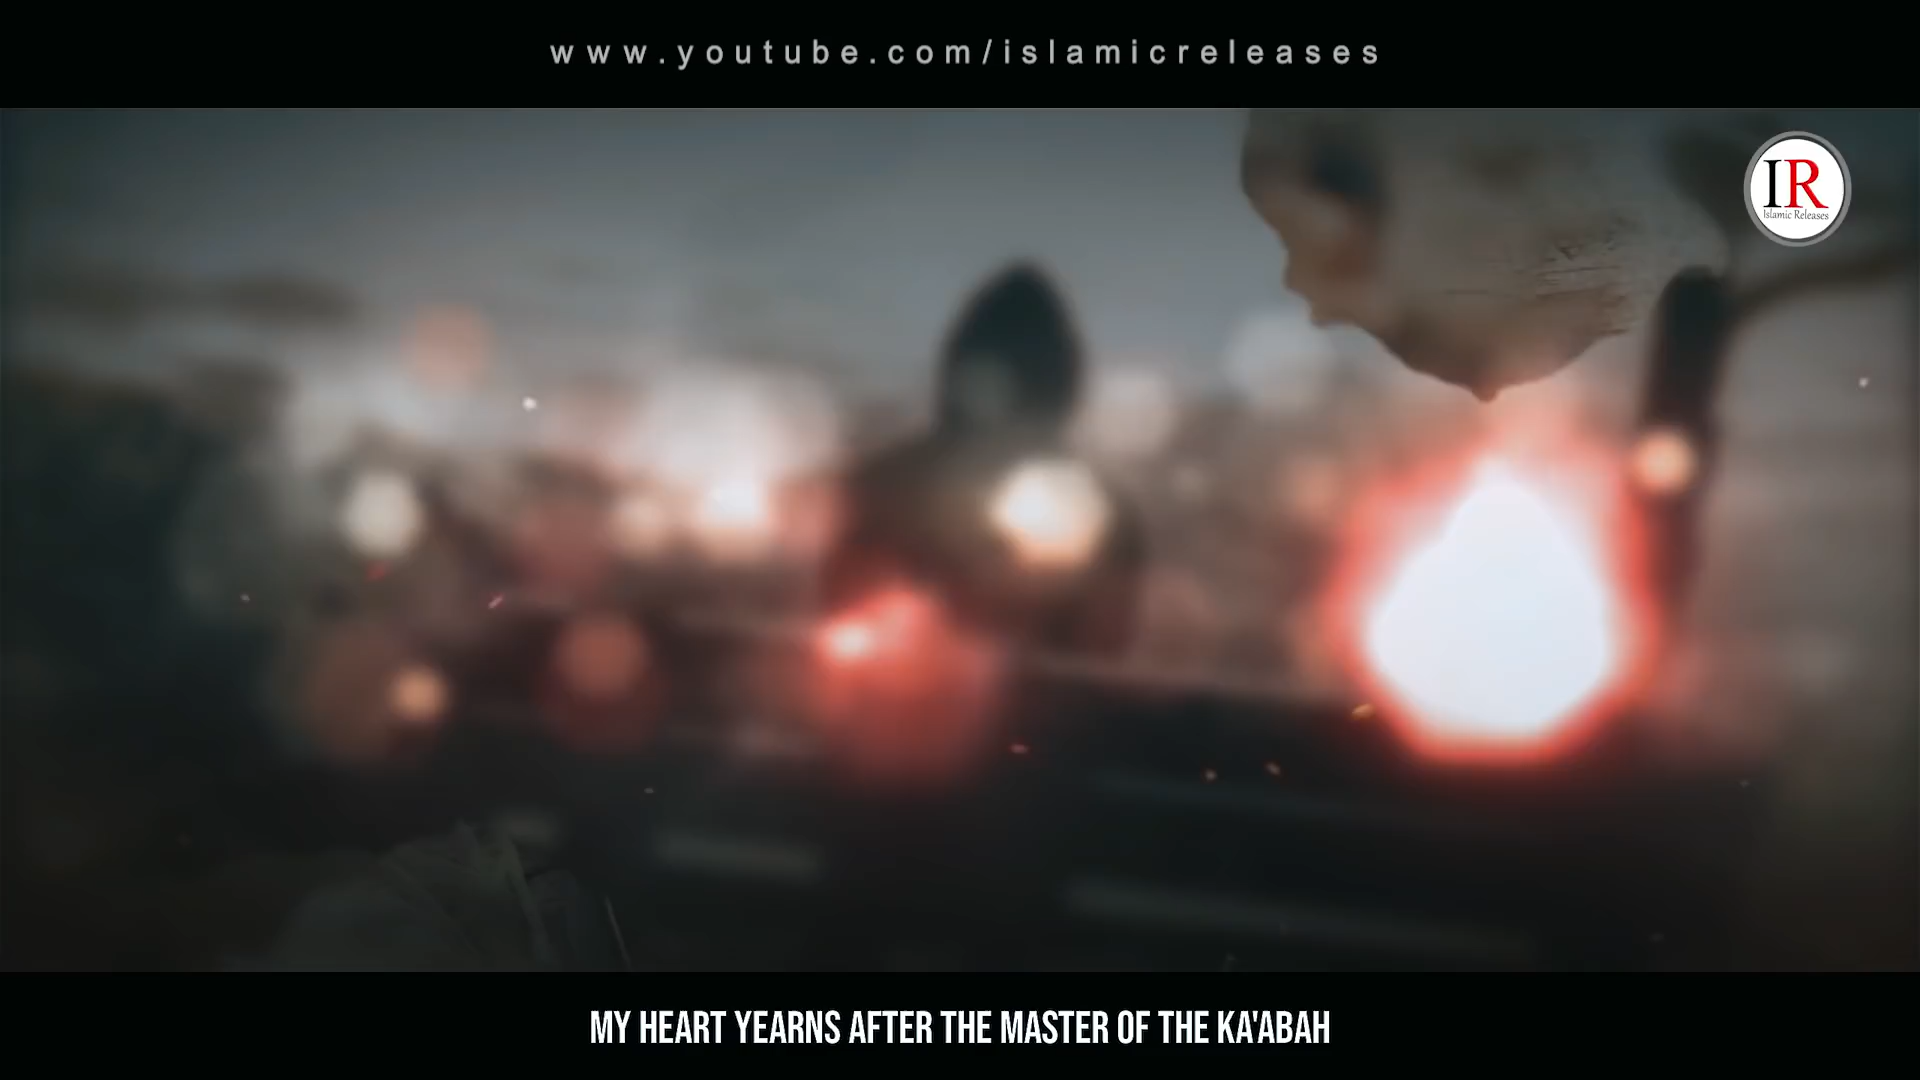 www.youtube.com/islamicreleases
IR
Islamic Releases
MY HEART YEARNS AFTER THE MASTER OF THE KA'ABAH